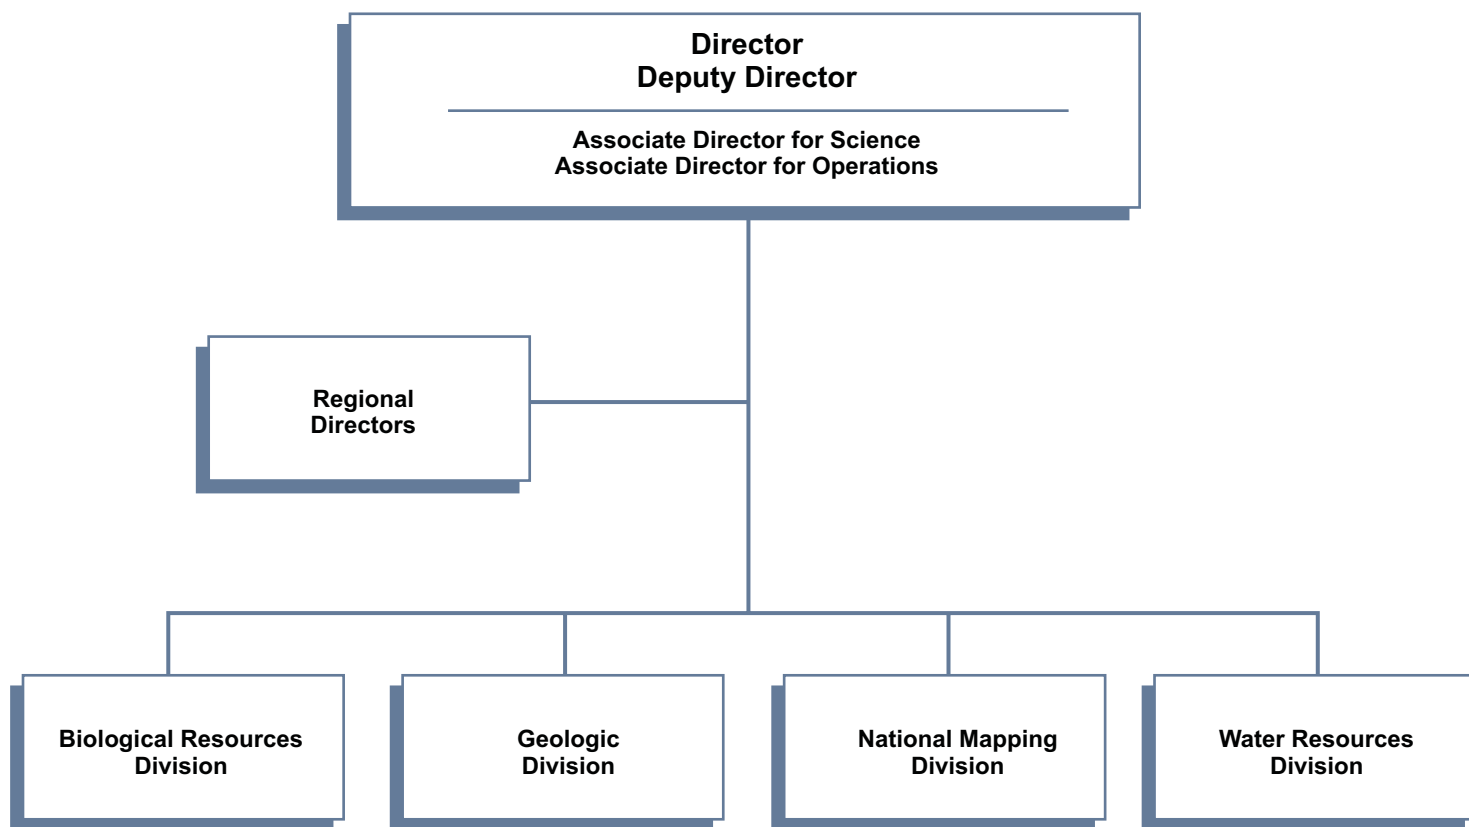 Director
Deputy Director
Associate Director for Science
Associate Director for Operations
Regional
Directors
Biological Resources
Division
Geologic
Division
National Mapping
Division
Water Resources
Division